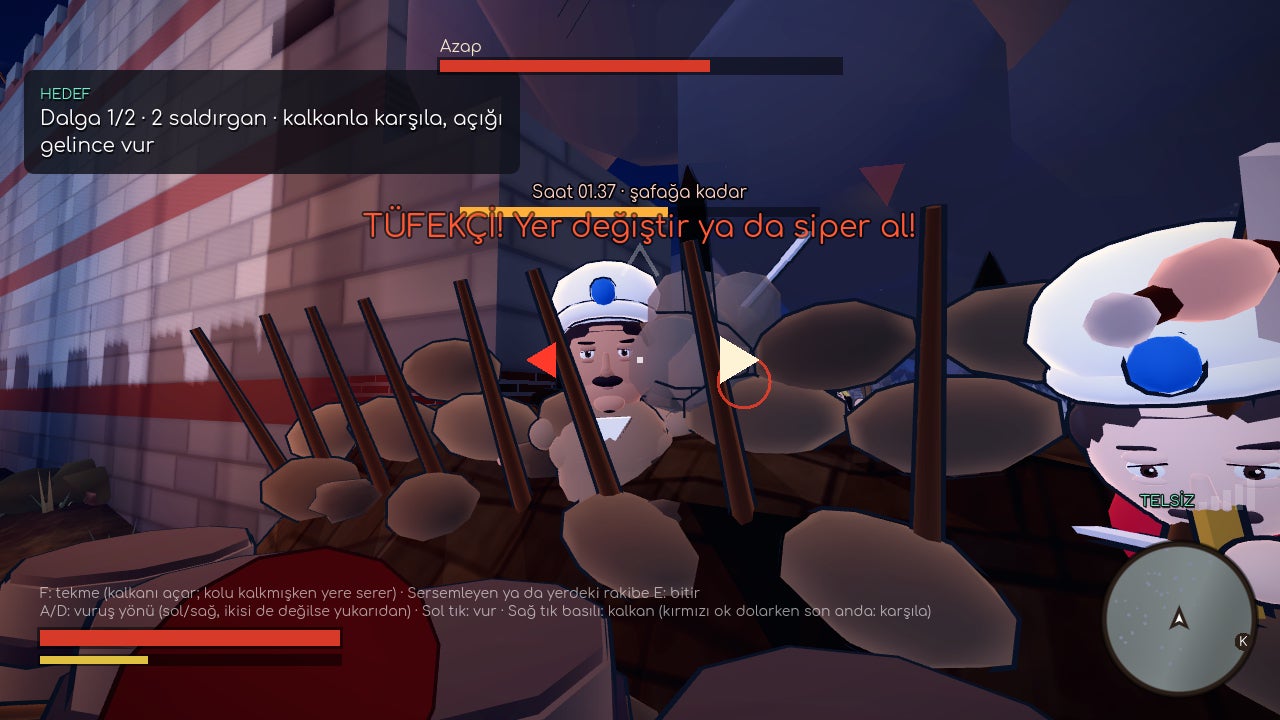 Azap
HEDEF
Dalga 1/2 · 2 saldırgan · kalkanla karşıla, açığı
gelince vur
Saat 01.37 · şafağa kadar
TÜFEKÇİ! Yer değiştir ya da siper al!
TELSİZ
F: tekme (kalkanı açar; kolu kalkmışken yere serer) · Sersemleyen ya da yerdeki rakibe E: bitir
A/D: vuruş yönü (sol/sağ, ikisi de değilse yukarıdan) · Sol tık: vur · Sağ tık basılı: kalkan (kırmızı ok dolarken son anda: karşıla)
K